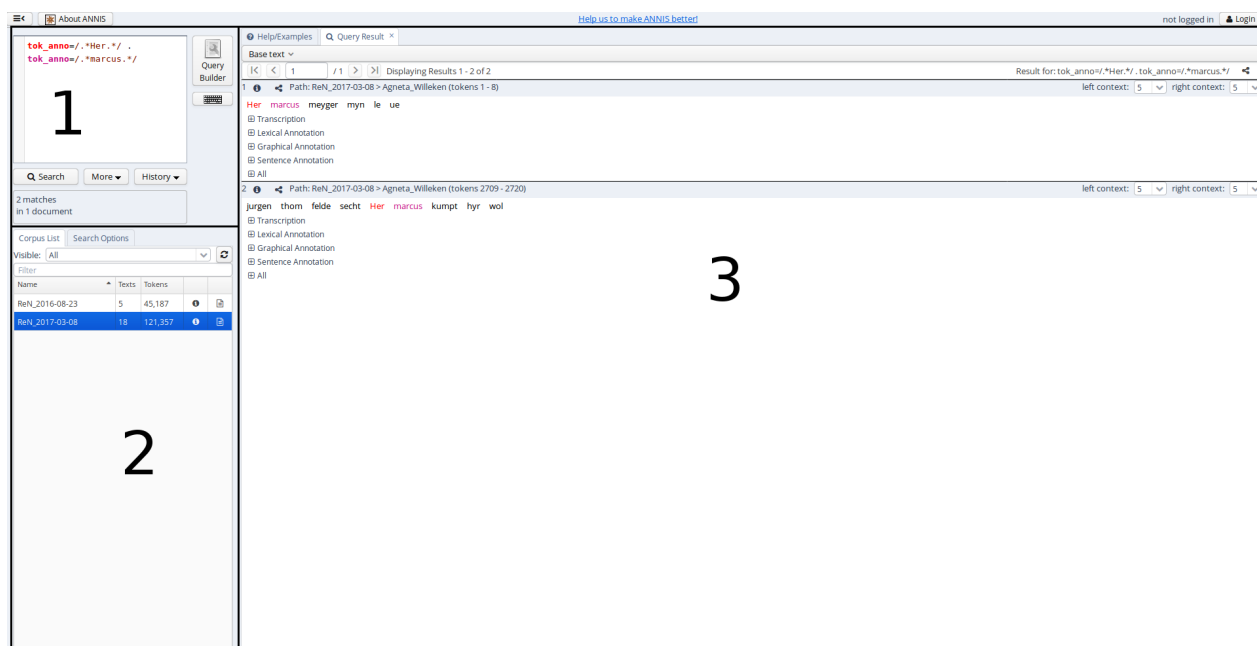 About ANNIS
Help us to make ANNIS better!
not logged in
Login
tok_anno=/.*Her.*/ .
tok_anno=/.*marcus.*/
1
Query
Builder
Search
More
History
2 matches
in 1 document
Corpus List
Search Options
Visible: All
Filter
Name Texts Tokens
ReN_2016-08-23 5 45,187
ReN_2017-03-08 18 121,357
2
Help/Examples
Query Result ×
Base text
1 / 1 Displaying Results 1 - 2 of 2
Result for: tok_anno=/.*Her.*/ . tok_anno=/.*marcus.*/
1 Path: ReN_2017-03-08 > Agneta_Willeken (tokens 1 - 8) left context: 5 right context: 5
Her marcus meyger myn le ue
Transcription
Lexical Annotation
Graphical Annotation
Sentence Annotation
All
2 Path: ReN_2017-03-08 > Agneta_Willeken (tokens 2709 - 2720) left context: 5 right context: 5
jurgen thom felde secht Her marcus kumpt hyr wol
Transcription
Lexical Annotation
Graphical Annotation
Sentence Annotation
All
3